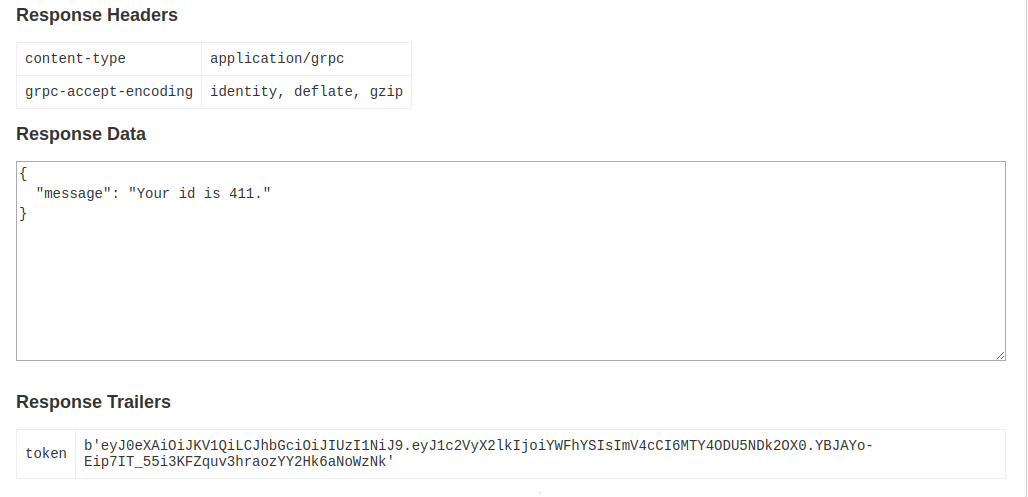 Response Headers
content-type application/grpc
grpc-accept-encoding identity, deflate, gzip
Response Data
{
  "message": "Your id is 411."
}
Response Trailers
token b'eyJ0eXAiOiJKV1QiLCJhbGciOiJIUzI1NiJ9.eyJ1c2VyX2lkIjoiYWFhYSIsImV4cCI6MTY4ODU5NDk2OX0.YBJAYo-
Eip7IT_55i3KFZquv3hraozYY2Hk6aNoWzNk'